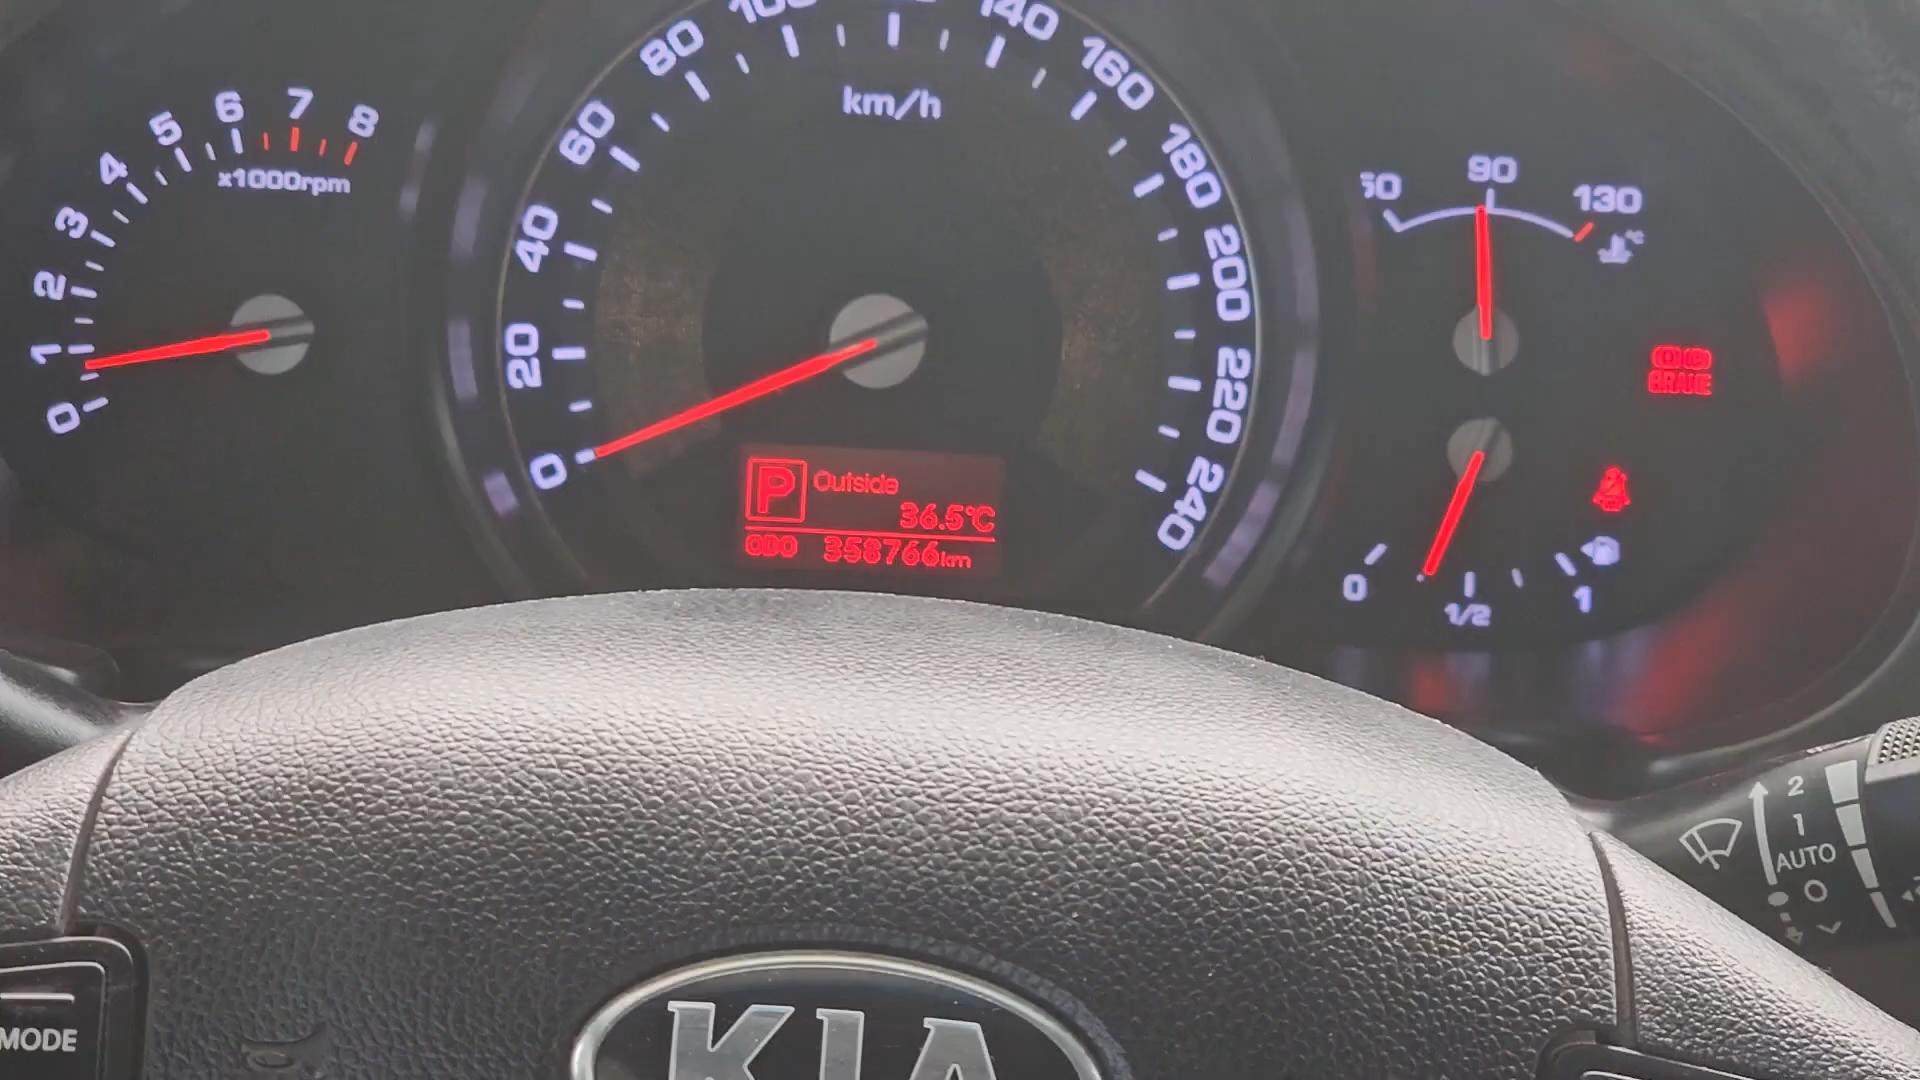 0 1 2 3 4 5 6 7 8
x1000rpm
0 20 40 60 80 140 160 180 200 220 240
km/h
P Outside
36.5°C
ODO 358766km
90 130
°C
BRAKE
0 1/2 1
2
1
AUTO
O
MODE
KIA